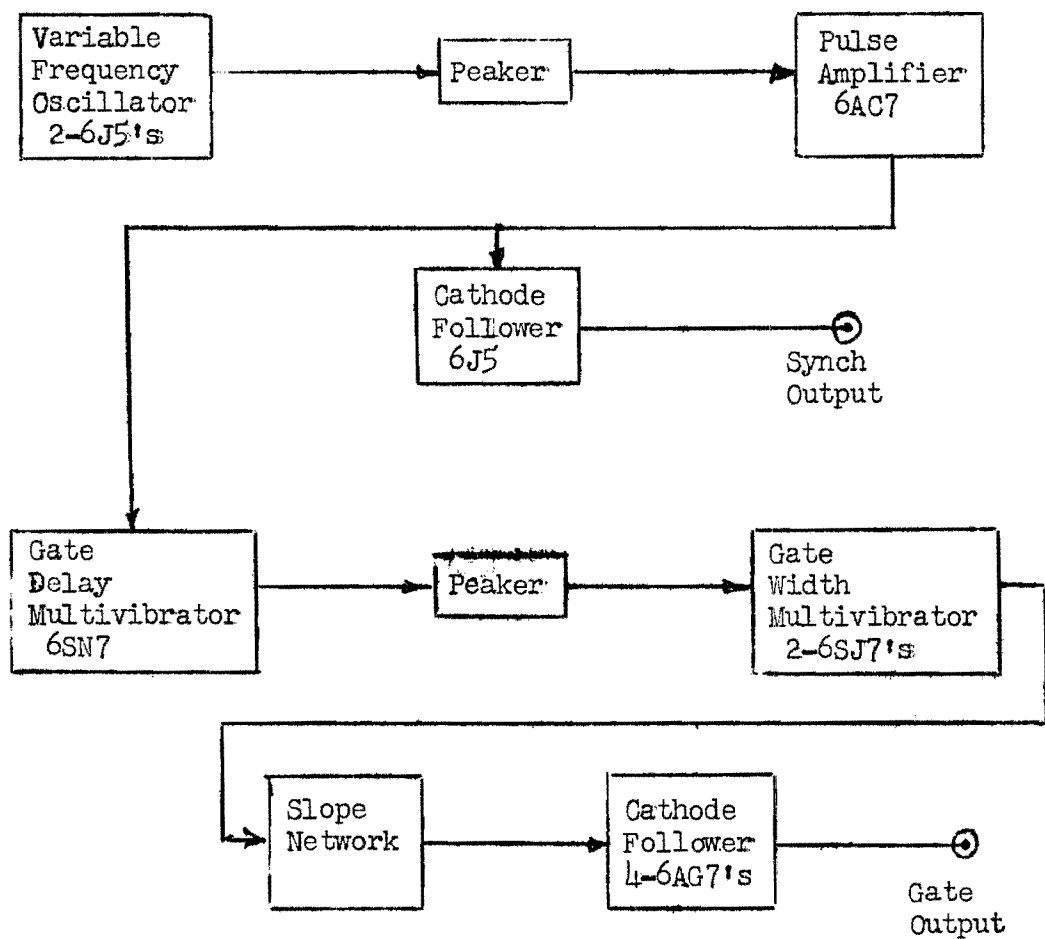 Variable
Frequency
Oscillator
2-6J5's
Peaker
Pulse
Amplifier
6AC7
Cathode
Follower
6J5
Synch
Output
Gate
Delay
Multivibrator
6SN7
Peaker
Gate
Width
Multivibrator
2-6SJ7's
Slope
Network
Cathode
Follower
4-6AG7's
Gate
Output